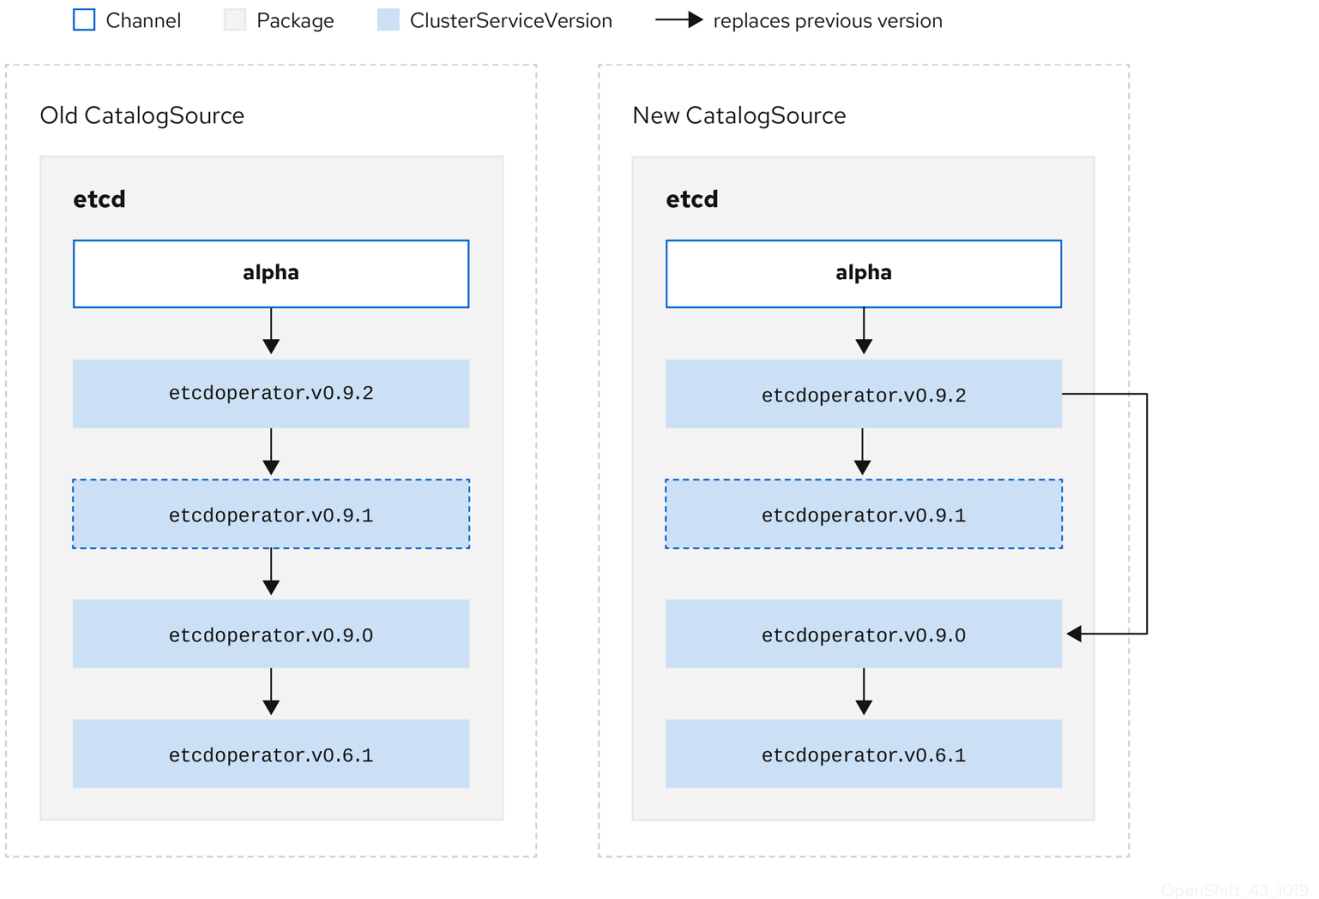 Channel Package ClusterServiceVersion replaces previous version
Old CatalogSource
etcd
alpha
etcdoperator.v0.9.2
etcdoperator.v0.9.1
etcdoperator.v0.9.0
etcdoperator.v0.6.1
New CatalogSource
etcd
alpha
etcdoperator.v0.9.2
etcdoperator.v0.9.1
etcdoperator.v0.9.0
etcdoperator.v0.6.1
OpenShift_43_1019